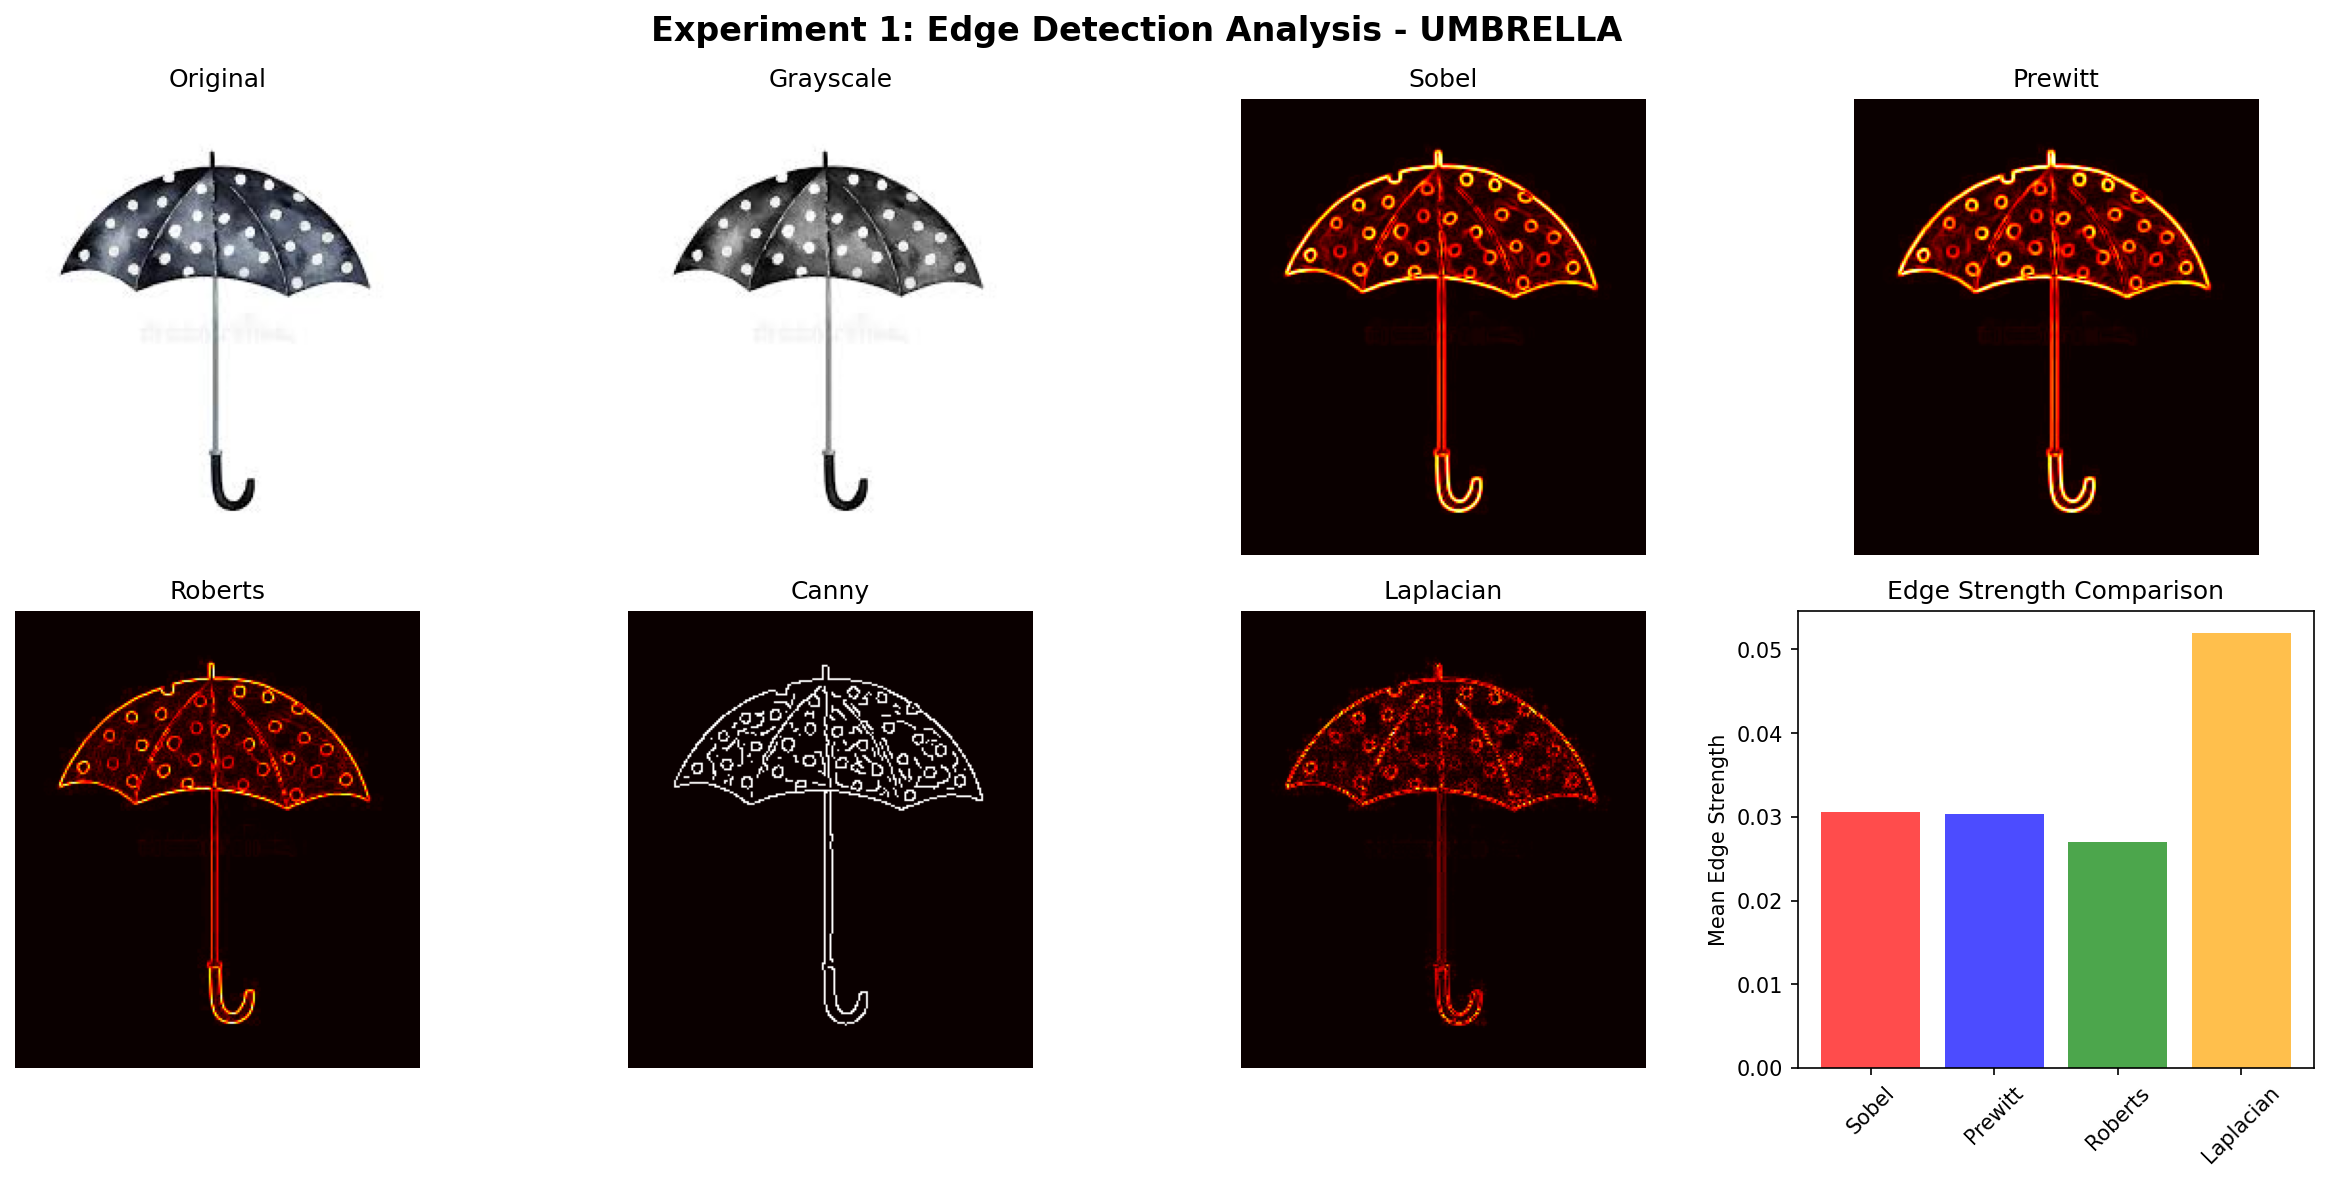 Experiment 1: Edge Detection Analysis - UMBRELLA
Original
Grayscale
Sobel
Prewitt
Roberts
Canny
Laplacian
Edge Strength Comparison
Mean Edge Strength
0.05
0.04
0.03
0.02
0.01
0.00
Sobel
Prewitt
Roberts
Laplacian